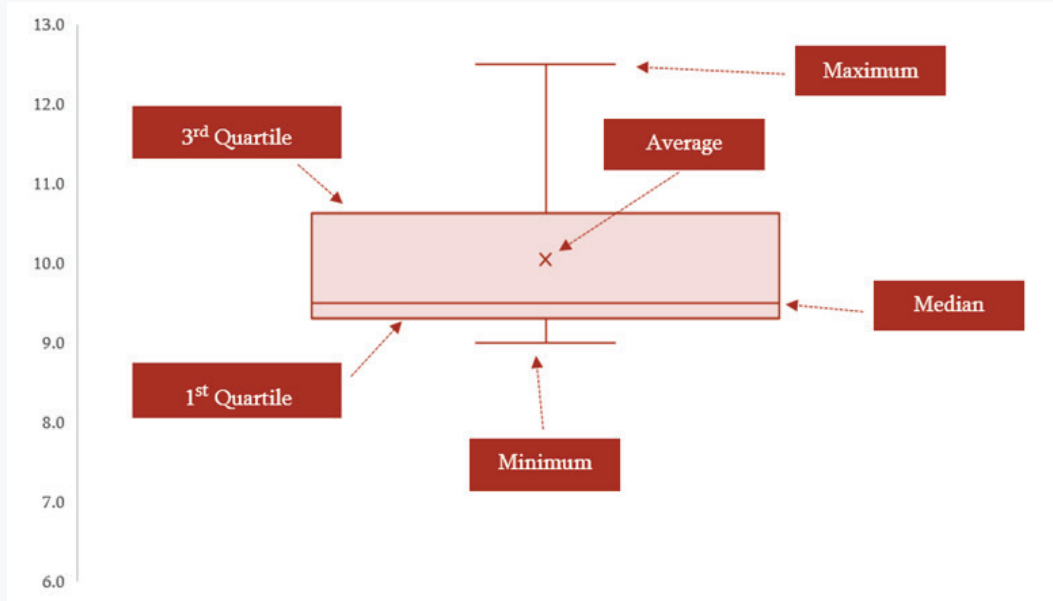 13.0
Maximum
12.0
3rd Quartile
Average
11.0
10.0
Median
9.0
1st Quartile
8.0
Minimum
7.0
6.0